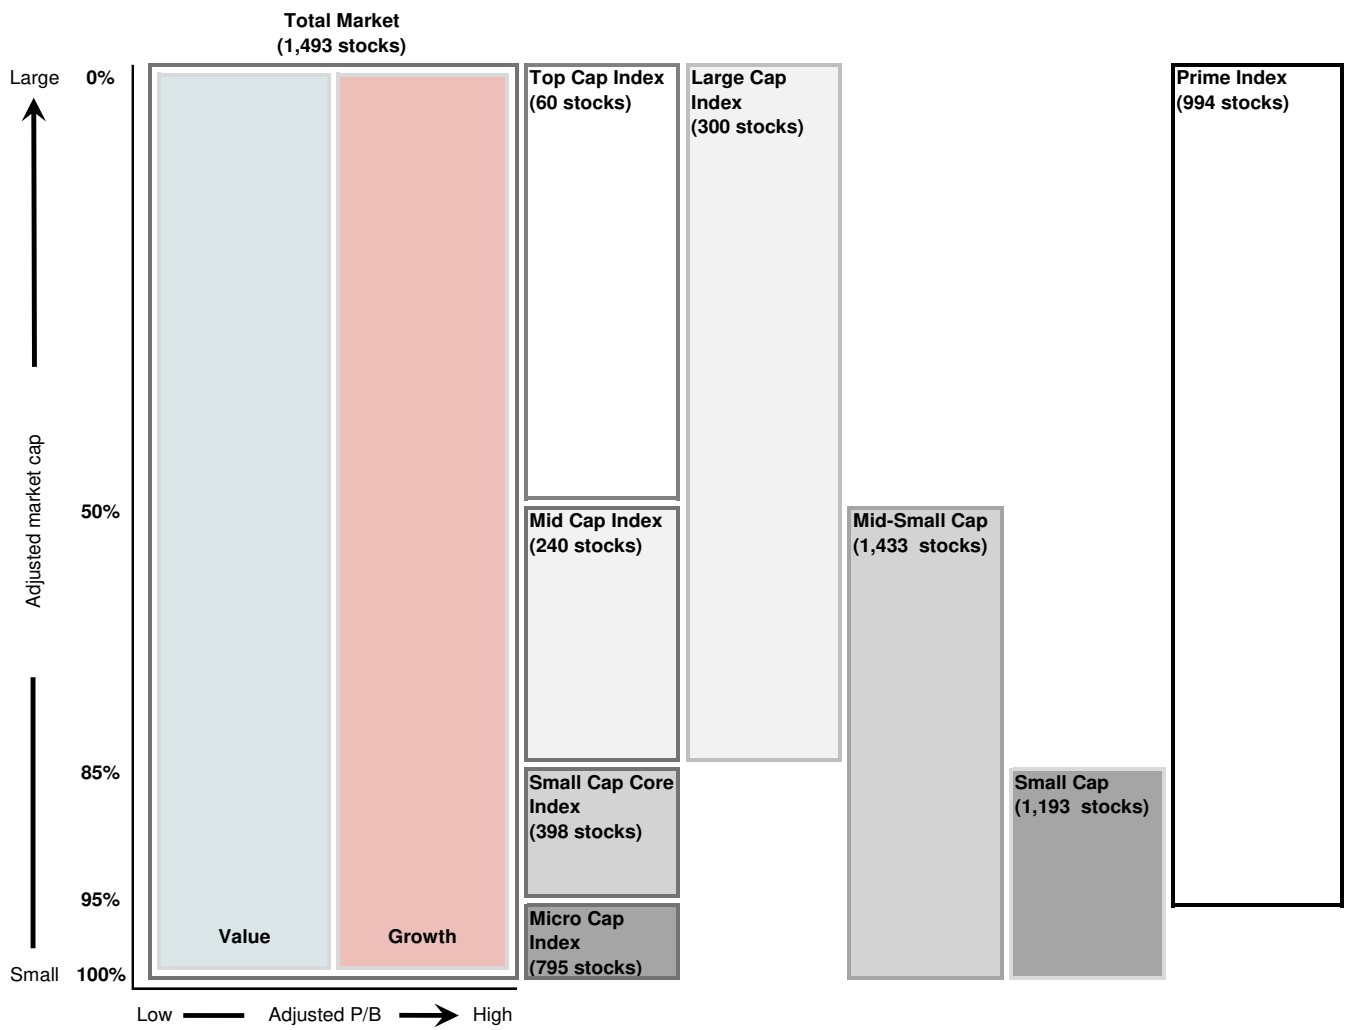 Total Market
(1,493 stocks)
Large
0%
Top Cap Index
(60 stocks)
Large Cap
Index
(300 stocks)
Prime Index
(994 stocks)
Adjusted market cap
50%
Mid Cap Index
(240 stocks)
Mid-Small Cap
(1,433  stocks)
85%
Small Cap Core
Index
(398 stocks)
Small Cap
(1,193  stocks)
95%
Micro Cap
Index
(795 stocks)
Value
Growth
Small
100%
Low
Adjusted P/B
High